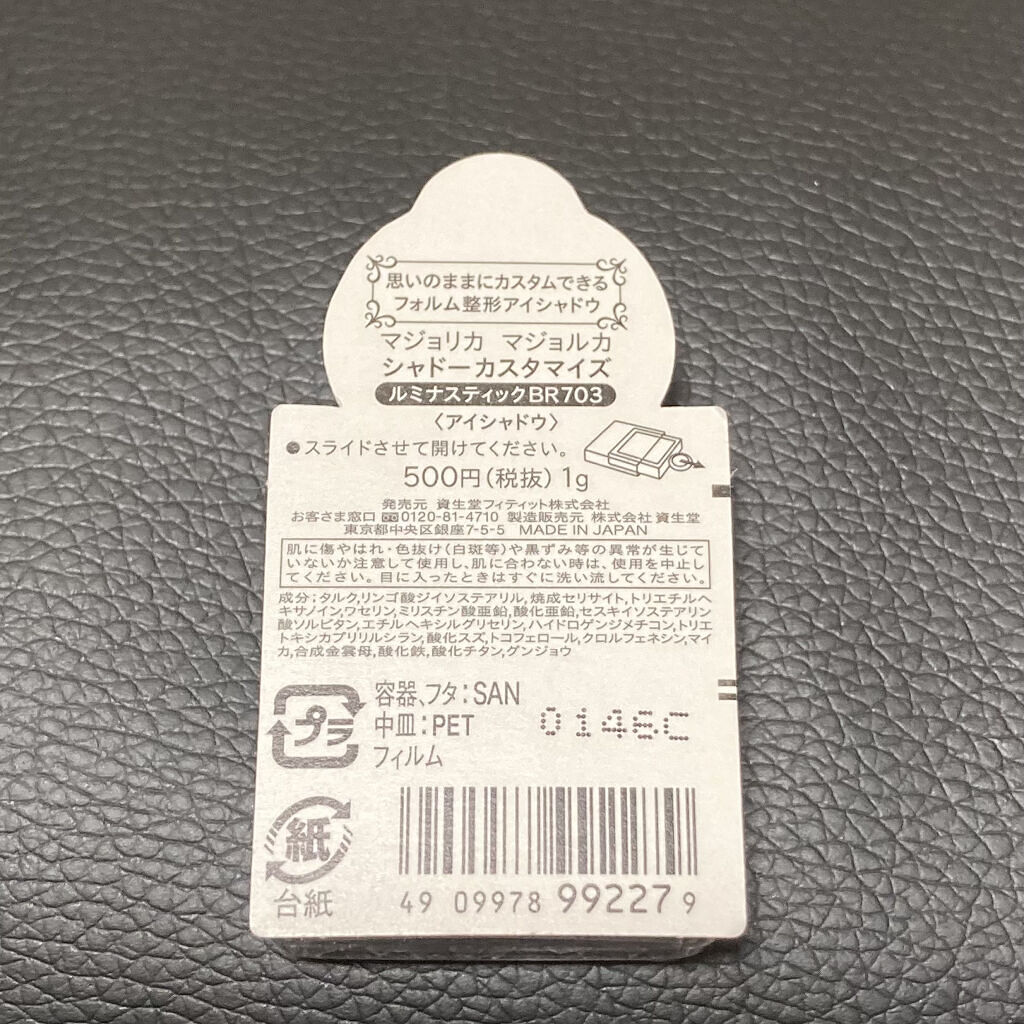 思いのままにカスタムできる
フォルム整形アイシャドウ
マジョリカ マジョルカ
シャドーカスタマイズ
ルミナスティックBR703
〈アイシャドウ〉
●スライドさせて開けてください。
500円(税抜) 1g
発売元 資生堂フィティット株式会社
お客さま窓口 0120-81-4710 製造販売元 株式会社 資生堂
東京都中央区銀座7-5-5 MADE IN JAPAN
肌に傷やはれ・色抜け(白斑等)や黒ずみ等の異常が生じて
いないか注意して使用し、肌に合わない時は、使用を中止し
てください。目に入ったときはすぐに洗い流してください。
成分:タルク,リンゴ酸ジイソステアリル,焼成セリサイト,トリエチルヘ
キサノイン,ワセリン,ミリスチン酸亜鉛,酸化亜鉛,セスキイソステアリン
酸ソルビタン,エチルヘキシルグリセリン,ハイドロゲンジメチコン,トリエ
トキシカプリリルシラン,酸化スズ,トコフェロール,クロルフェネシン,マイ
カ,合成金雲母,酸化鉄,酸化チタン,グンジョウ
プラ
容器、フタ:SAN
中皿:PET
フィルム
0146C
紙
台紙
49 09978 99227 9